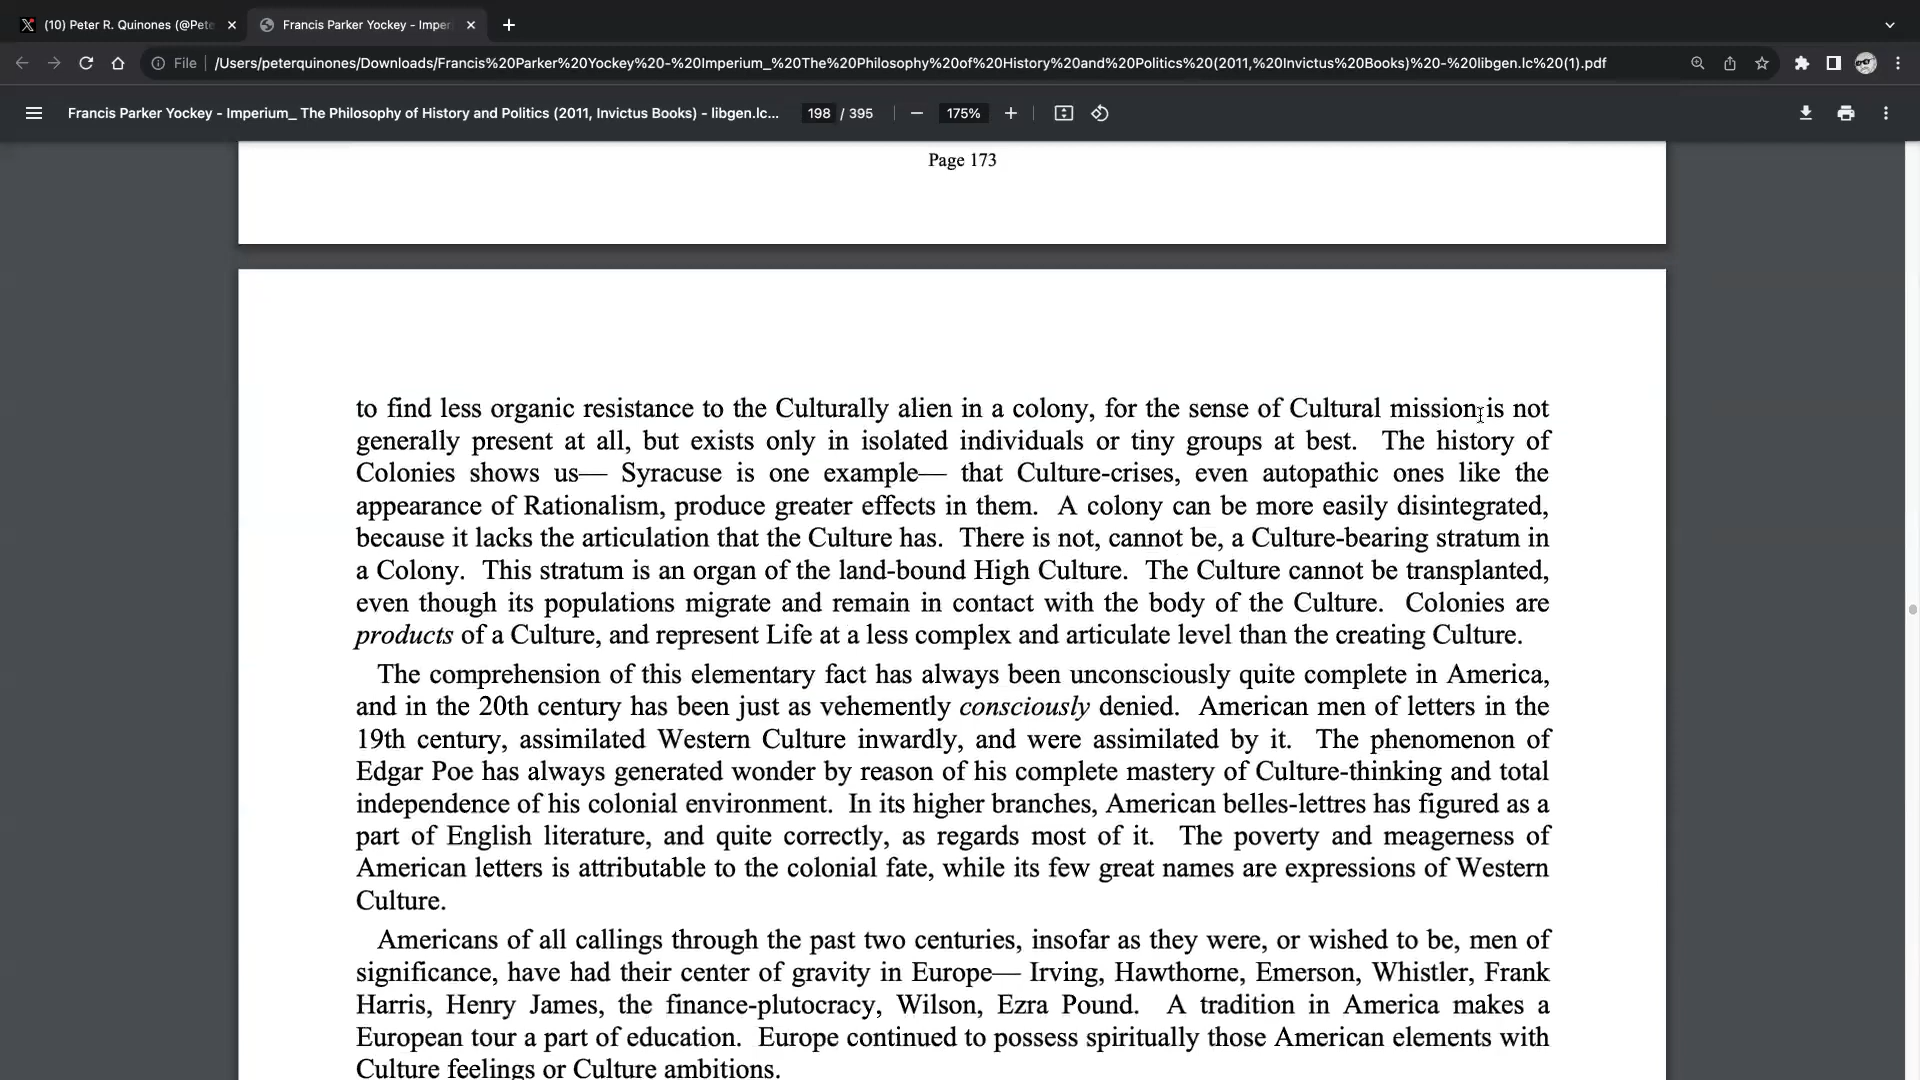 (10) Peter R. Quinones (@Pete
Francis Parker Yockey - Imper
File
/Users/peterquinones/Downloads/Francis%20Parker%20Yockey%20-%20Imperium_%20The%20Philosophy%20of%20History%20and%20Politics%20(2011,%20Invictus%20Books)%20-%20libgen.lc%20(1).pdf
Francis Parker Yockey - Imperium_ The Philosophy of History and Politics (2011, Invictus Books) - libgen.lc...
198 / 395
175%
Page 173
to find less organic resistance to the Culturally alien in a colony, for the sense of Cultural mission is not
generally present at all, but exists only in isolated individuals or tiny groups at best. The history of
Colonies shows us— Syracuse is one example— that Culture-crises, even autopathic ones like the
appearance of Rationalism, produce greater effects in them. A colony can be more easily disintegrated,
because it lacks the articulation that the Culture has. There is not, cannot be, a Culture-bearing stratum in
a Colony. This stratum is an organ of the land-bound High Culture. The Culture cannot be transplanted,
even though its populations migrate and remain in contact with the body of the Culture. Colonies are
products of a Culture, and represent Life at a less complex and articulate level than the creating Culture.
The comprehension of this elementary fact has always been unconsciously quite complete in America,
and in the 20th century has been just as vehemently consciously denied. American men of letters in the
19th century, assimilated Western Culture inwardly, and were assimilated by it. The phenomenon of
Edgar Poe has always generated wonder by reason of his complete mastery of Culture-thinking and total
independence of his colonial environment. In its higher branches, American belles-lettres has figured as a
part of English literature, and quite correctly, as regards most of it. The poverty and meagerness of
American letters is attributable to the colonial fate, while its few great names are expressions of Western
Culture.
Americans of all callings through the past two centuries, insofar as they were, or wished to be, men of
significance, have had their center of gravity in Europe— Irving, Hawthorne, Emerson, Whistler, Frank
Harris, Henry James, the finance-plutocracy, Wilson, Ezra Pound. A tradition in America makes a
European tour a part of education. Europe continued to possess spiritually those American elements with
Culture feelings or Culture ambitions.